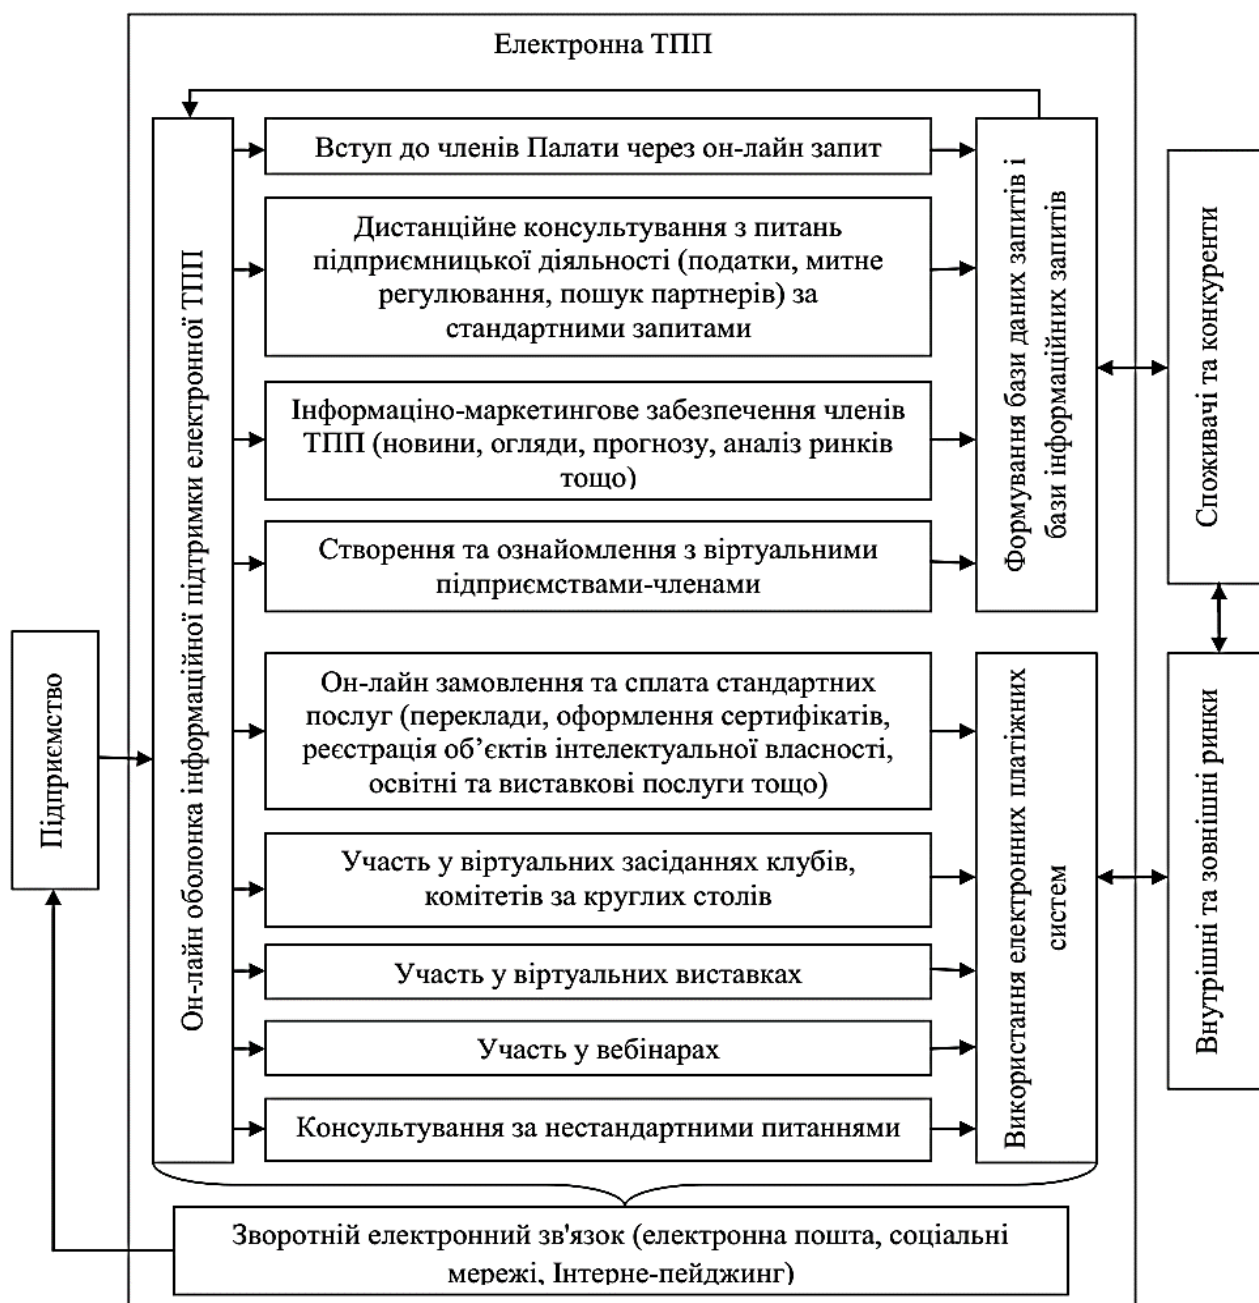 Електронна ТПП
Он-лайн оболонка інформаційної підтримки електронної ТПП
Вступ до членів Палати через он-лайн запит
Дистанційне консультування з питань
підприємницької діяльності (податки, митне
регулювання, пошук партнерів) за
стандартними запитами
Інформаціно-маркетингове забезпечення членів
ТПП (новини, огляди, прогнозу, аналіз ринків
тощо)
Створення та ознайомлення з віртуальними
підприємствами-членами
Формування бази даних запитів і
бази інформаційних запитів
Споживачі та конкуренти
Підприємство
Он-лайн замовлення та сплата стандартних
послуг (переклади, оформлення сертифікатів,
реєстрація об’єктів інтелектуальної власності,
освітні та виставкові послуги тощо)
Участь у віртуальних засіданнях клубів,
комітетів за круглих столів
Участь у віртуальних виставках
Участь у вебінарах
Консультування за нестандартними питаннями
Використання електронних платіжних
систем
Внутрішні та зовнішні ринки
Зворотній електронний зв'язок (електронна пошта, соціальні
мережі, Інтерне-пейджинг)